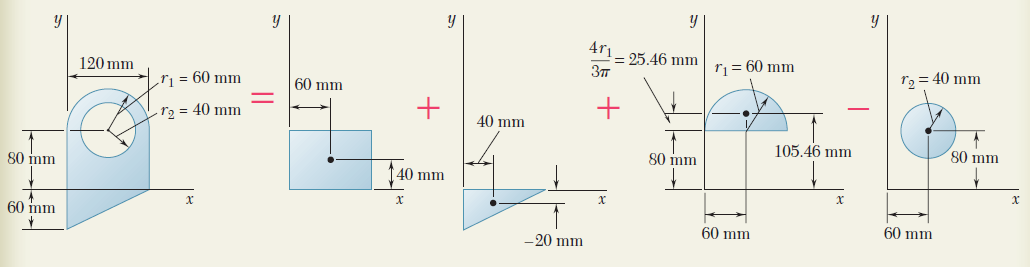 y
120 mm
r₁ = 60 mm
r₂ = 40 mm
80 mm
60 mm
x
=
y
60 mm
40 mm
x
+
y
40 mm
x
−20 mm
+
y
4r₁/3π = 25.46 mm
r₁ = 60 mm
80 mm
105.46 mm
x
60 mm
−
y
r₂ = 40 mm
80 mm
x
60 mm